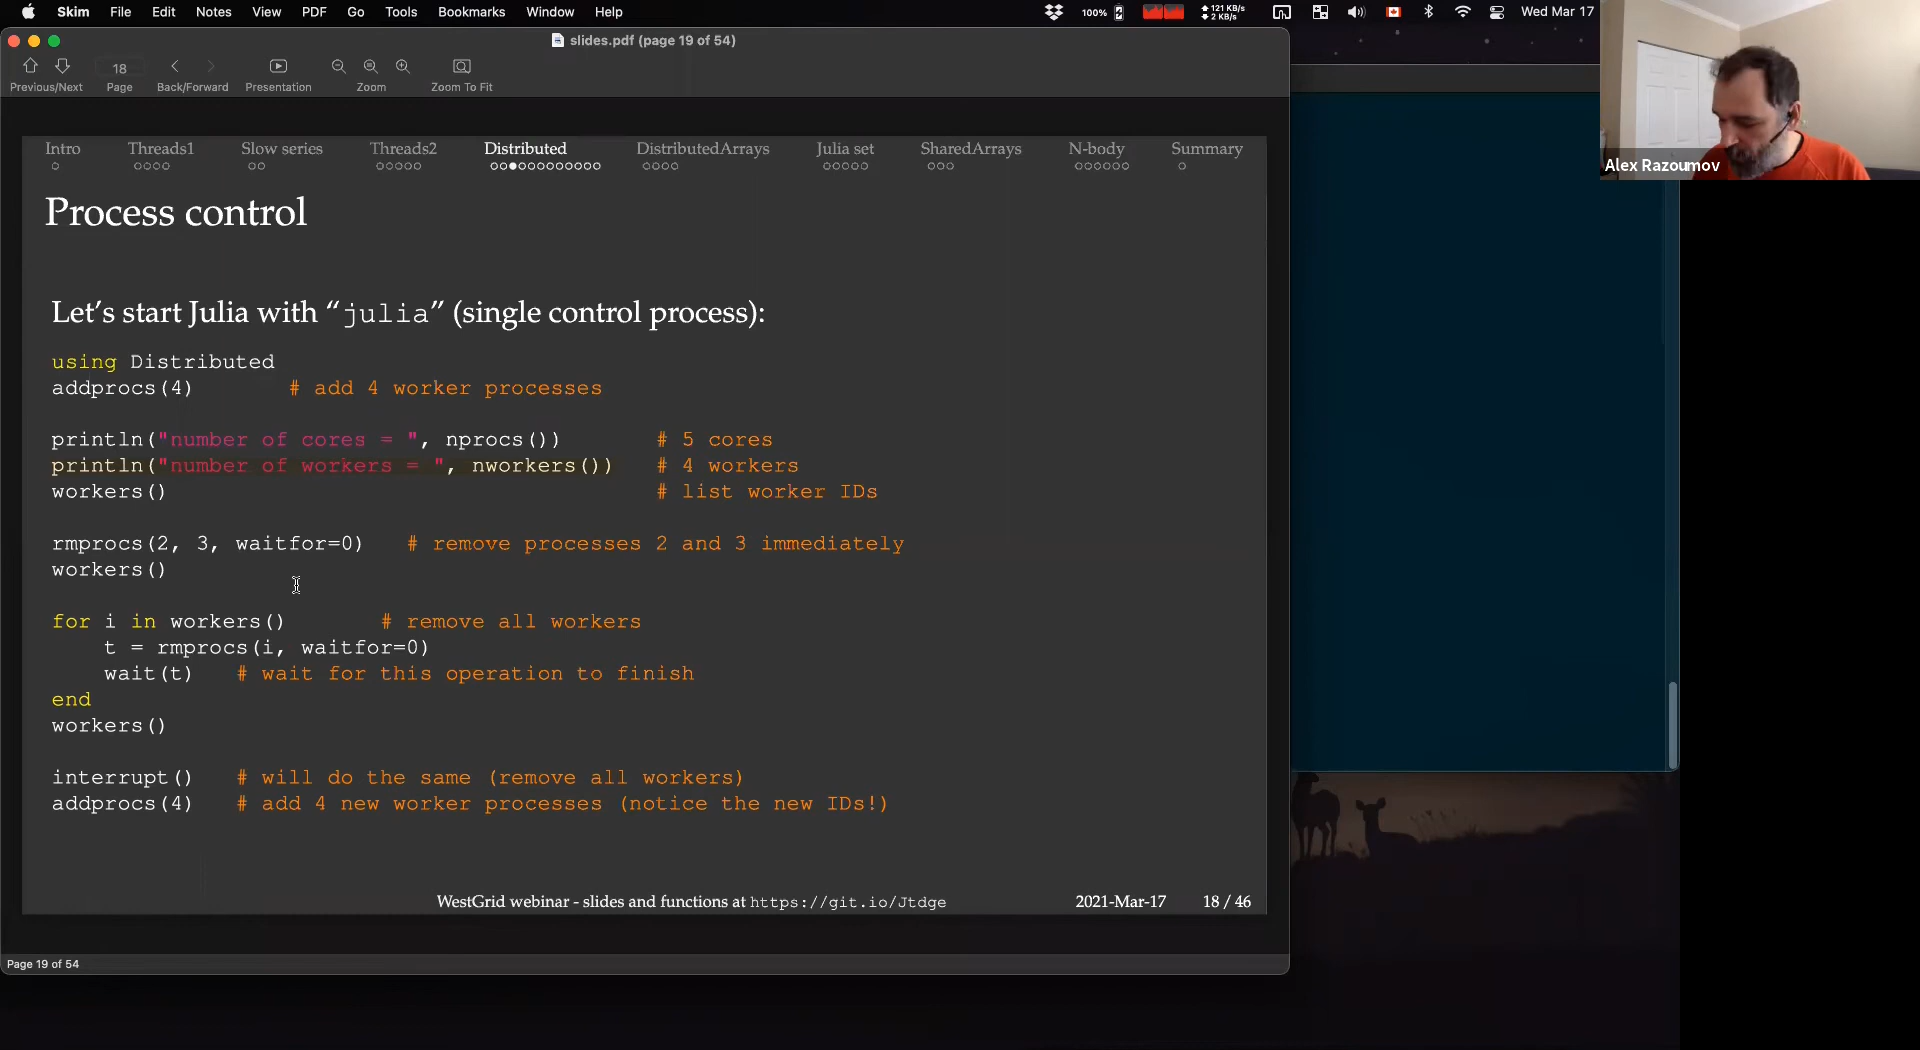 Skim File Edit Notes View PDF Go Tools Bookmarks Window Help 100% 121 KB/s 2 KB/s Wed Mar 17
slides.pdf (page 19 of 54)
18
Previous/Next Page Back/Forward Presentation Zoom Zoom To Fit
Alex Razoumov
Intro Threads1 Slow series Threads2 Distributed DistributedArrays Julia set SharedArrays N-body Summary
Process control
Let's start Julia with “julia” (single control process):
using Distributed
addprocs(4) # add 4 worker processes
println("number of cores = ", nprocs()) # 5 cores
println("number of workers = ", nworkers()) # 4 workers
workers() # list worker IDs
rmprocs(2, 3, waitfor=0) # remove processes 2 and 3 immediately
workers()
for i in workers() # remove all workers
t = rmprocs(i, waitfor=0)
wait(t) # wait for this operation to finish
end
workers()
interrupt() # will do the same (remove all workers)
addprocs(4) # add 4 new worker processes (notice the new IDs!)
WestGrid webinar - slides and functions at https://git.io/Jtdge 2021-Mar-17 18 / 46
Page 19 of 54